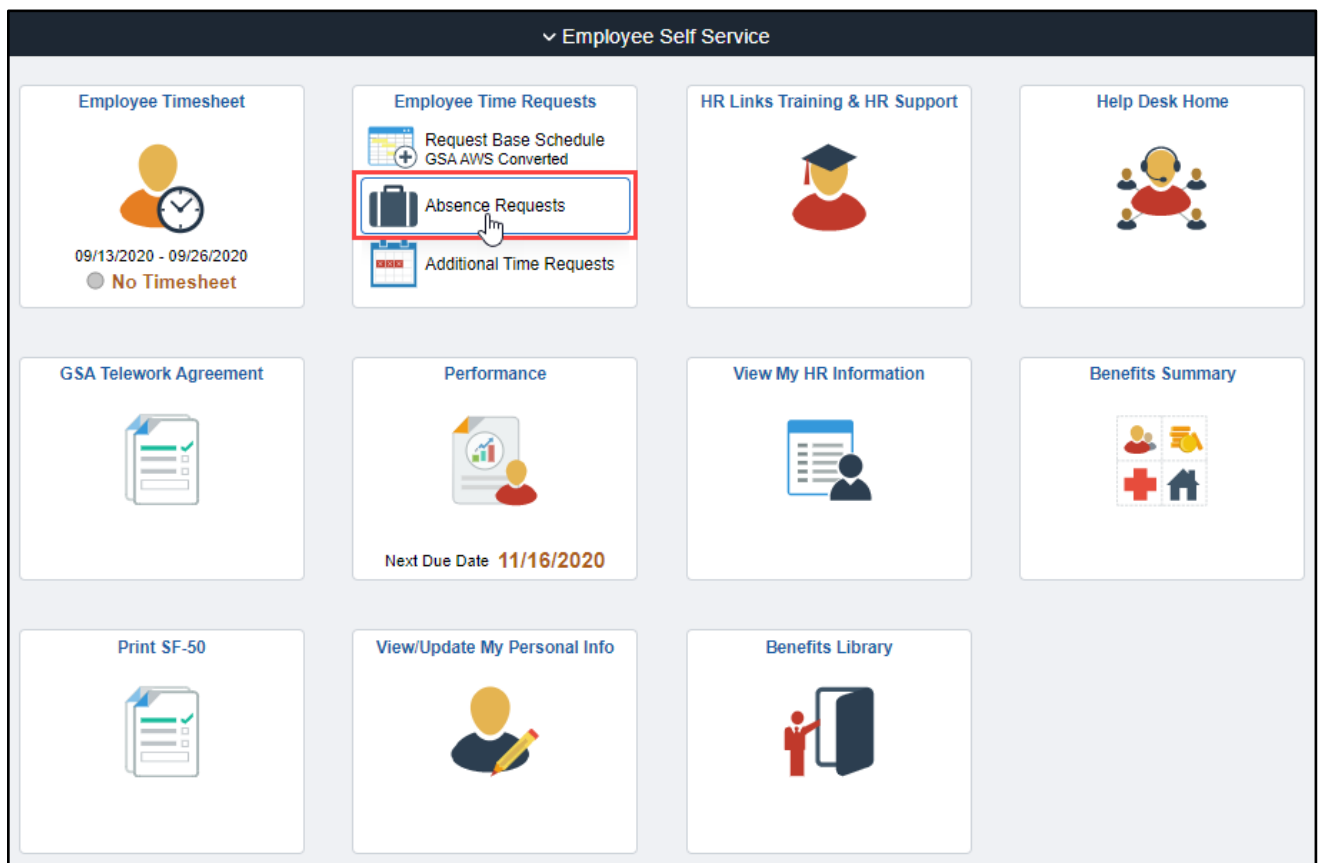 Employee Self Service
Employee Timesheet
09/13/2020 - 09/26/2020
No Timesheet
Employee Time Requests
Request Base Schedule
GSA AWS Converted
Absence Requests
Additional Time Requests
HR Links Training & HR Support
Help Desk Home
GSA Telework Agreement
Performance
Next Due Date 11/16/2020
View My HR Information
Benefits Summary
Print SF-50
View/Update My Personal Info
Benefits Library